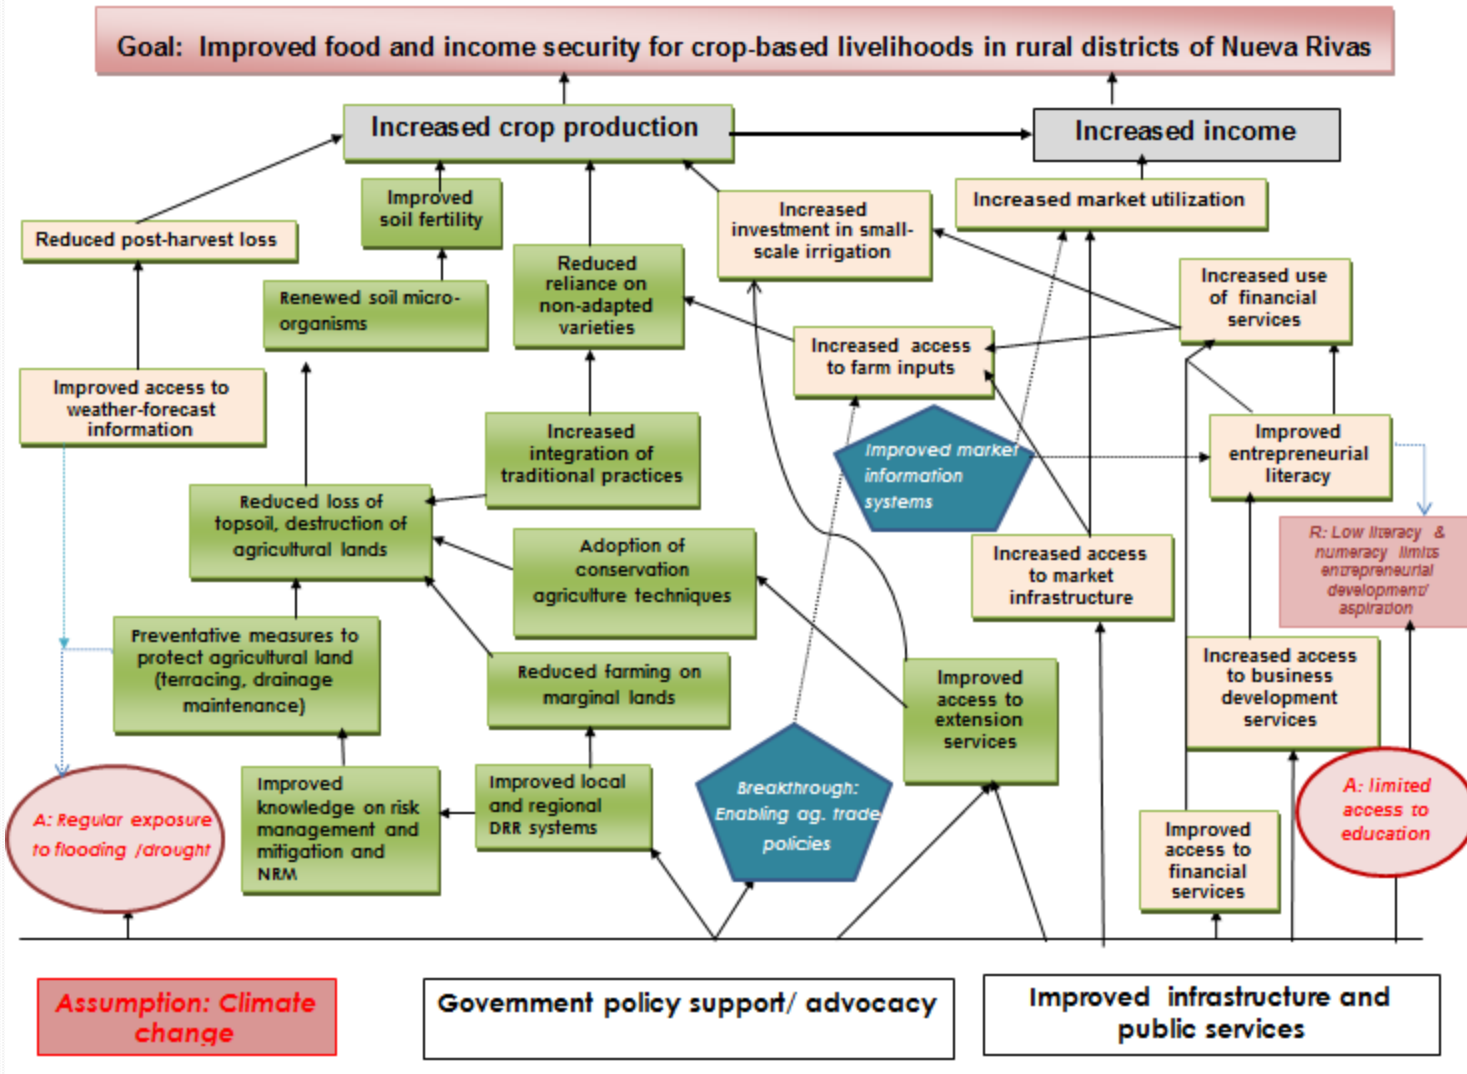 Goal: Improved food and income security for crop-based livelihoods in rural districts of Nueva Rivas
Increased crop production
Increased income
Improved
soil fertility
Increased market utilization
Increased
investment in small-
scale irrigation
Reduced post-harvest loss
Reduced
reliance on
non-adapted
varieties
Renewed soil micro-
organisms
Increased use
of financial
services
Increased access
to farm inputs
Improved access to
weather-forecast
information
Increased
integration of
traditional practices
Improved market
information
systems
Improved
entrepreneurial
literacy
Reduced loss of
topsoil, destruction of
agricultural lands
Adoption of
conservation
agriculture techniques
Increased access
to market
infrastructure
R: Low literacy &
numeracy limits
entrepreneurial
development/
aspiration
Preventative measures to
protect agricultural land
(terracing, drainage
maintenance)
Reduced farming on
marginal lands
Improved
access to
extension
services
Increased access
to business
development
services
A: Regular exposure
to flooding /drought
Improved
knowledge on risk
management and
mitigation and
NRM
Improved local
and regional
DRR systems
Breakthrough:
Enabling ag. trade
policies
Improved
access to
financial
services
A: limited
access to
education
Assumption: Climate
change
Government policy support/ advocacy
Improved infrastructure and
public services